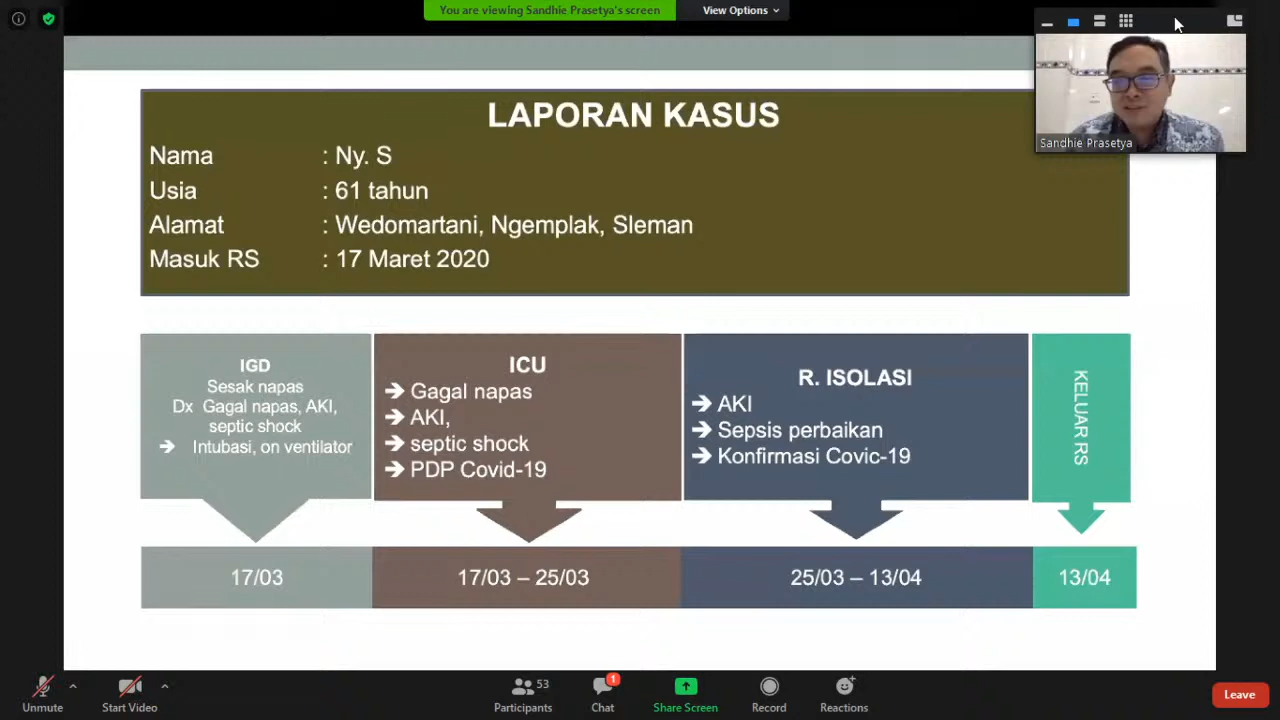 You are viewing Sandhie Prasetya's screen
View Options
LAPORAN KASUS
Nama : Ny. S
Usia : 61 tahun
Alamat : Wedomartani, Ngemplak, Sleman
Masuk RS : 17 Maret 2020
Sandhie Prasetya
IGD
Sesak napas
Dx Gagal napas, AKI,
septic shock
➔ Intubasi, on ventilator
ICU
➔ Gagal napas
➔ AKI,
➔ septic shock
➔ PDP Covid-19
R. ISOLASI
➔ AKI
➔ Sepsis perbaikan
➔ Konfirmasi Covic-19
KELUAR RS
17/03
17/03 – 25/03
25/03 – 13/04
13/04
Unmute
Start Video
53
Participants
1
Chat
Share Screen
Record
Reactions
Leave